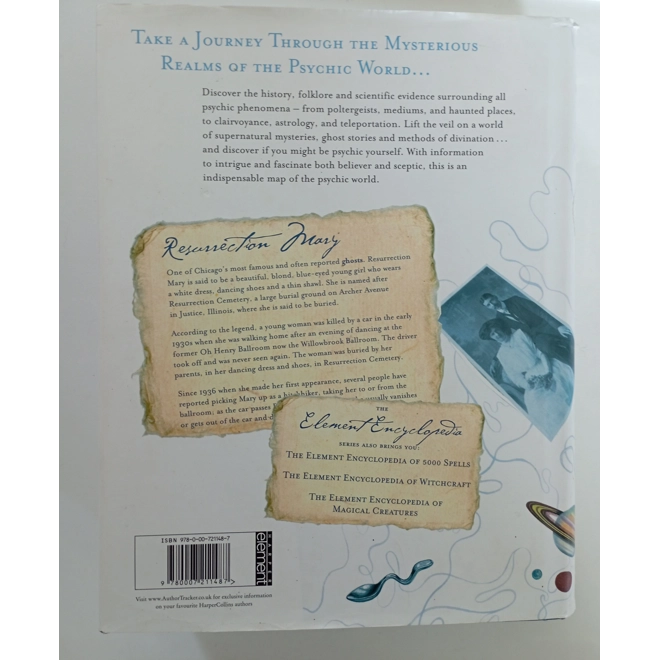 TAKE A JOURNEY THROUGH THE MYSTERIOUS
REALMS OF THE PSYCHIC WORLD...
Discover the history, folklore and scientific evidence surrounding all
psychic phenomena – from poltergeists, mediums, and haunted places,
to clairvoyance, astrology, and teleportation. Lift the veil on a world
of supernatural mysteries, ghost stories and methods of divination ...
and discover if you might be psychic yourself. With information
to intrigue and fascinate both believer and sceptic, this is an
indispensable map of the psychic world.
Resurrection Mary
One of Chicago's most famous and often reported ghosts. Resurrection
Mary is said to be a beautiful, blond, blue-eyed young girl who wears
a white dress, dancing shoes and a thin shawl. She is named after
Resurrection Cemetery, a large burial ground on Archer Avenue
in Justice, Illinois, where she is said to be buried.
According to the legend, a young woman was killed by a car in the early
1930s when she was walking home after an evening of dancing at the
former Oh Henry Ballroom now the Willowbrook Ballroom. The driver
took off and was never seen again. The woman was buried by her
parents, in her dancing dress and shoes, in Resurrection Cemetery.
Since 1936 when she made her first appearance, several people have
reported picking Mary up as a hitchhiker, taking her to or from the
ballroom; as the car passes usually vanishes
or gets out of the car and
THE
Element Encyclopedia
SERIES ALSO BRINGS YOU:
THE ELEMENT ENCYCLOPEDIA OF 5000 SPELLS
THE ELEMENT ENCYCLOPEDIA OF WITCHCRAFT
THE ELEMENT ENCYCLOPEDIA OF
MAGICAL CREATURES
ISBN 978-0-00-721148-7
9 780007 211487 >
HARPER
element
Visit www.AuthorTracker.co.uk for exclusive information
on your favourite HarperCollins authors